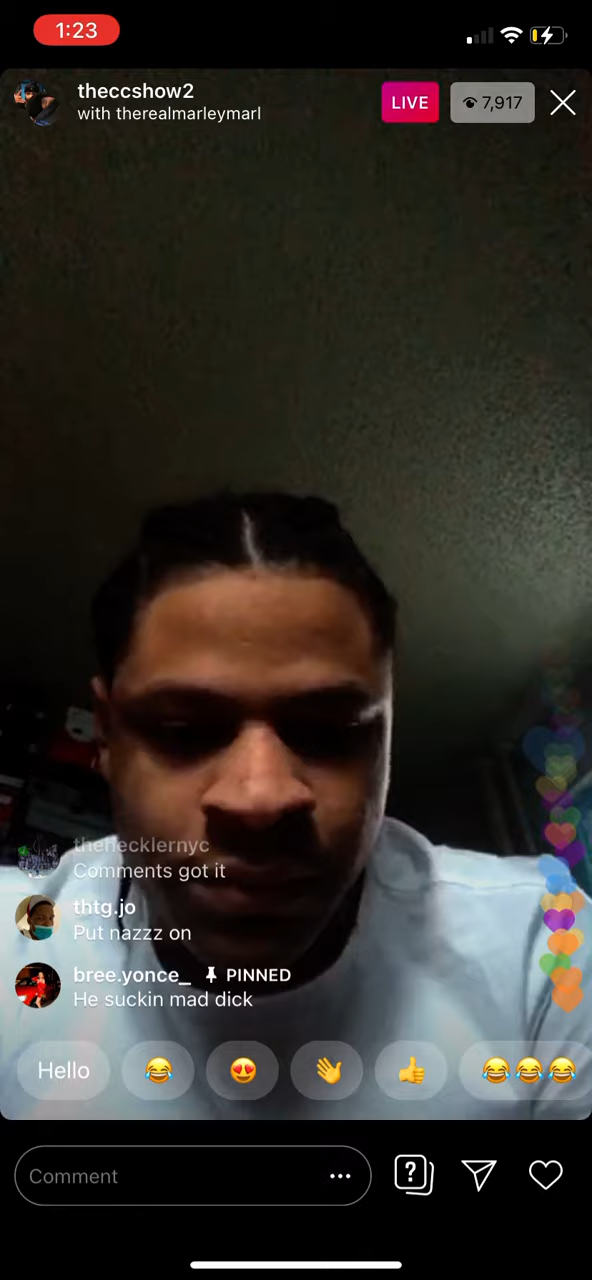 1:23
theccshow2
with therealmarleymarl
LIVE
7,917
thehecklernyc
Comments got it
thtg.jo
Put nazzz on
bree.yonce_ PINNED
He suckin mad dick
Hello
Comment